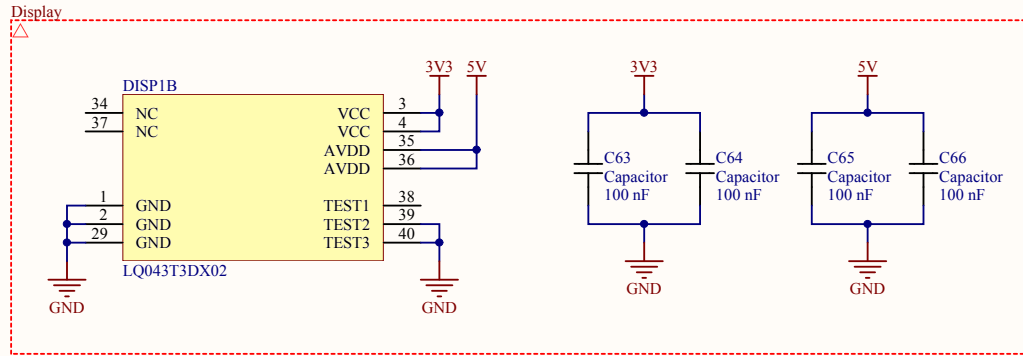 Display
DISP1B
3V3 5V
34 NC VCC 3
37 NC VCC 4
AVDD 35
AVDD 36
1 GND TEST1 38
2 GND TEST2 39
29 GND TEST3 40
LQ043T3DX02
GND
GND
3V3
C63
Capacitor
100 nF
C64
Capacitor
100 nF
GND
5V
C65
Capacitor
100 nF
C66
Capacitor
100 nF
GND